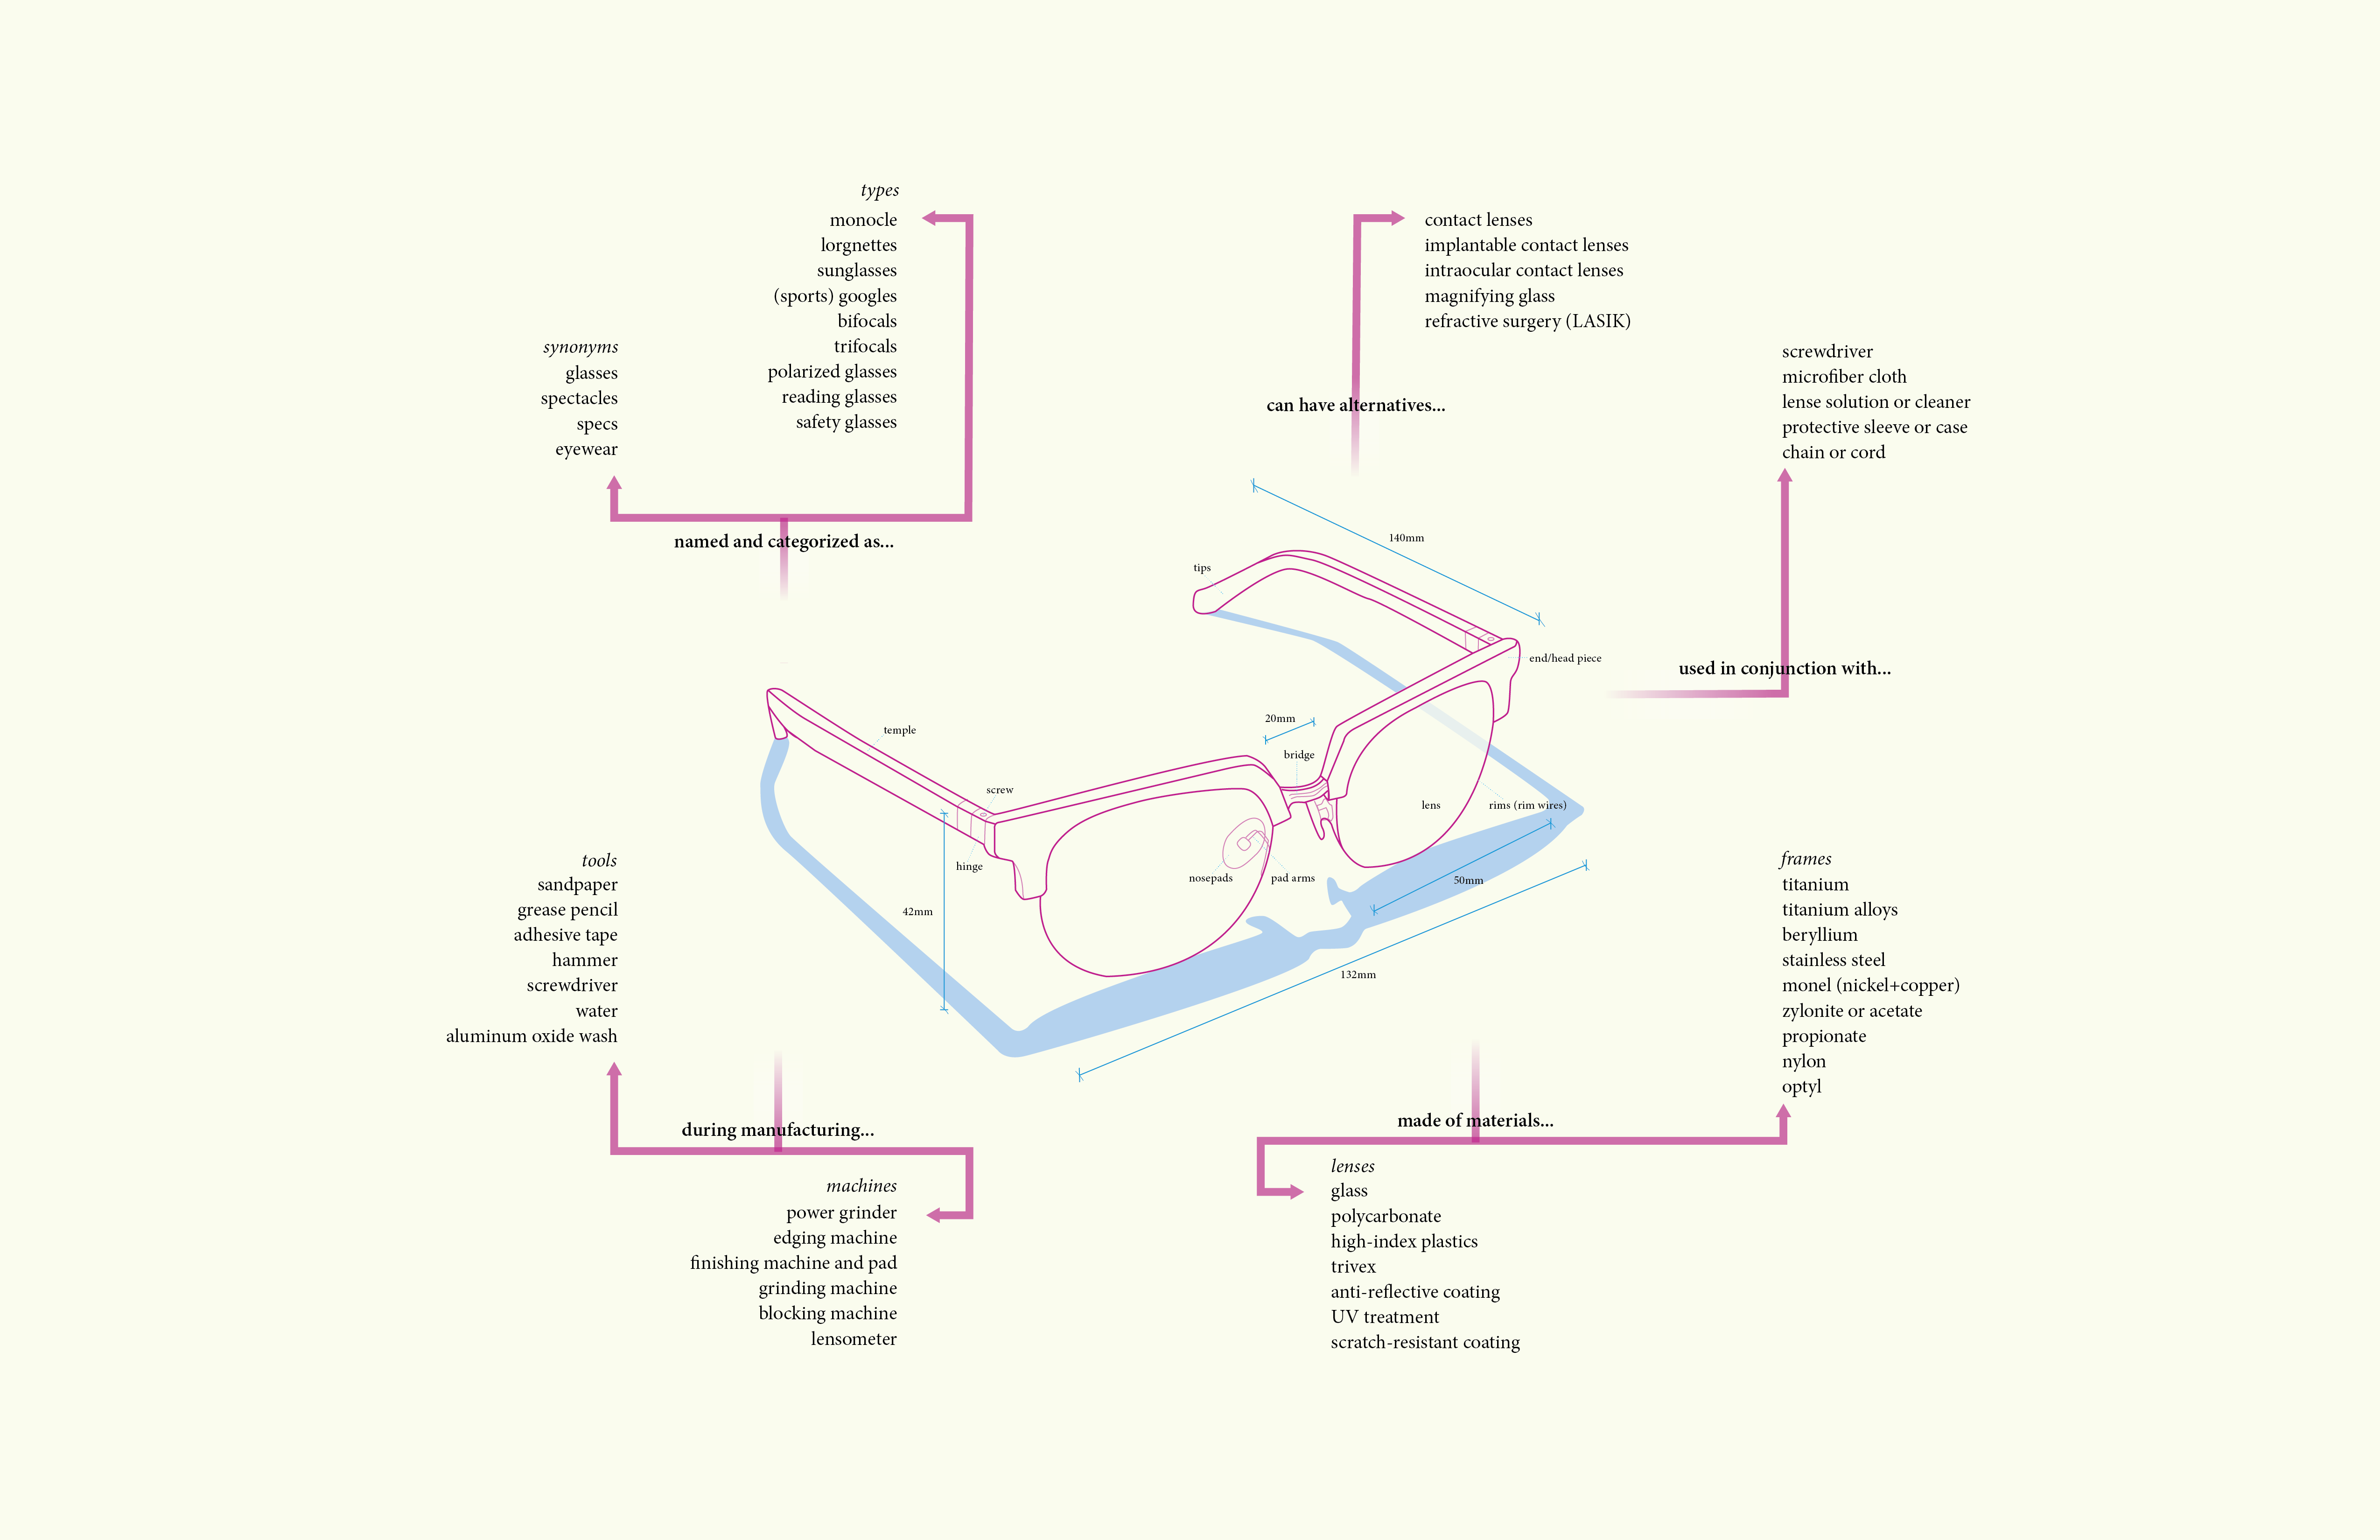 types
monocle
lorgnettes
sunglasses
(sports) googles
bifocals
trifocals
polarized glasses
reading glasses
safety glasses
synonyms
glasses
spectacles
specs
eyewear
named and categorized as...
contact lenses
implantable contact lenses
intraocular contact lenses
magnifying glass
refractive surgery (LASIK)
can have alternatives...
screwdriver
microfiber cloth
lense solution or cleaner
protective sleeve or case
chain or cord
used in conjunction with...
140mm
tips
end/head piece
20mm
bridge
temple
screw
lens
rims (rim wires)
hinge
nosepads
pad arms
50mm
42mm
132mm
tools
sandpaper
grease pencil
adhesive tape
hammer
screwdriver
water
aluminum oxide wash
during manufacturing...
machines
power grinder
edging machine
finishing machine and pad
grinding machine
blocking machine
lensometer
frames
titanium
titanium alloys
beryllium
stainless steel
monel (nickel+copper)
zylonite or acetate
propionate
nylon
optyl
made of materials...
lenses
glass
polycarbonate
high-index plastics
trivex
anti-reflective coating
UV treatment
scratch-resistant coating